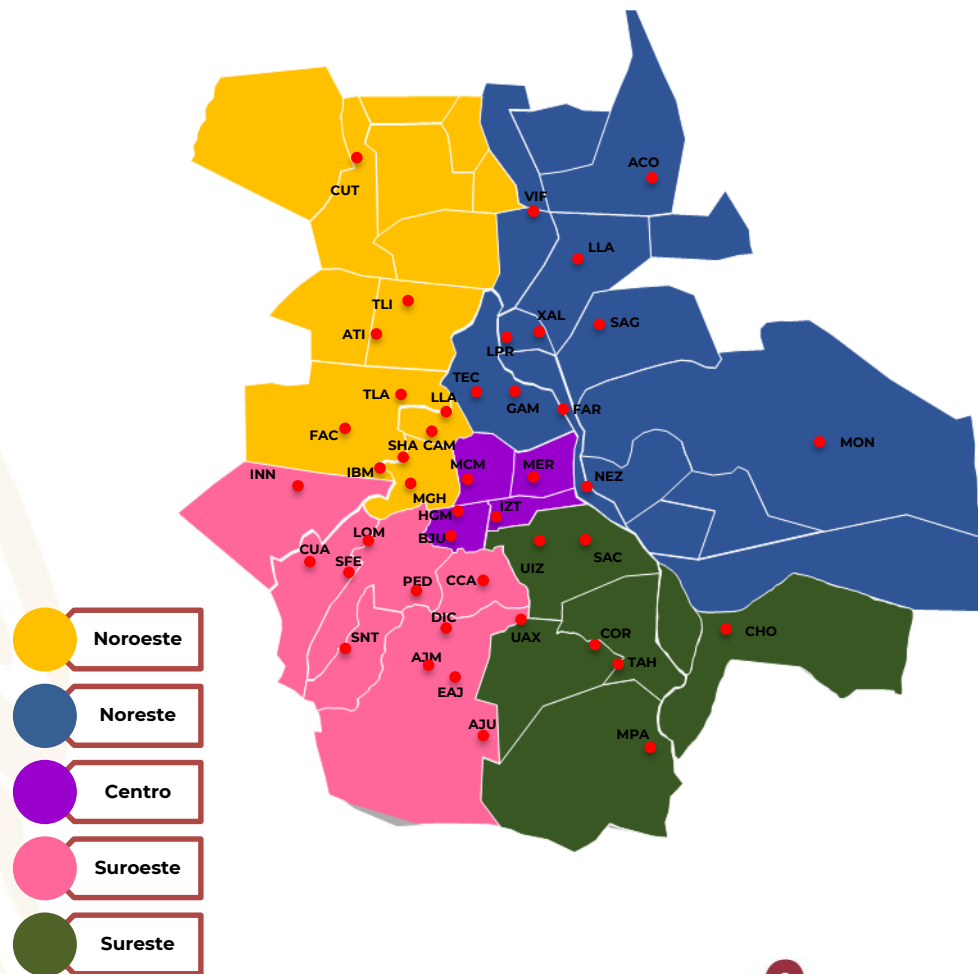 ACO
CUT
VIF
LLA
TLI
XAL
SAG
ATI
LPR
TEC
TLA
LLA
GAM
FAR
FAC
SHA
CAM
MON
INN
IBM
MCM
MER
NEZ
MGH
HGM
IZT
LOM
BJU
CUA
SFE
UIZ
SAC
PED
CCA
DIC
UAX
SNT
COR
CHO
AJM
TAH
EAJ
AJU
MPA
Noroeste
Noreste
Centro
Suroeste
Sureste